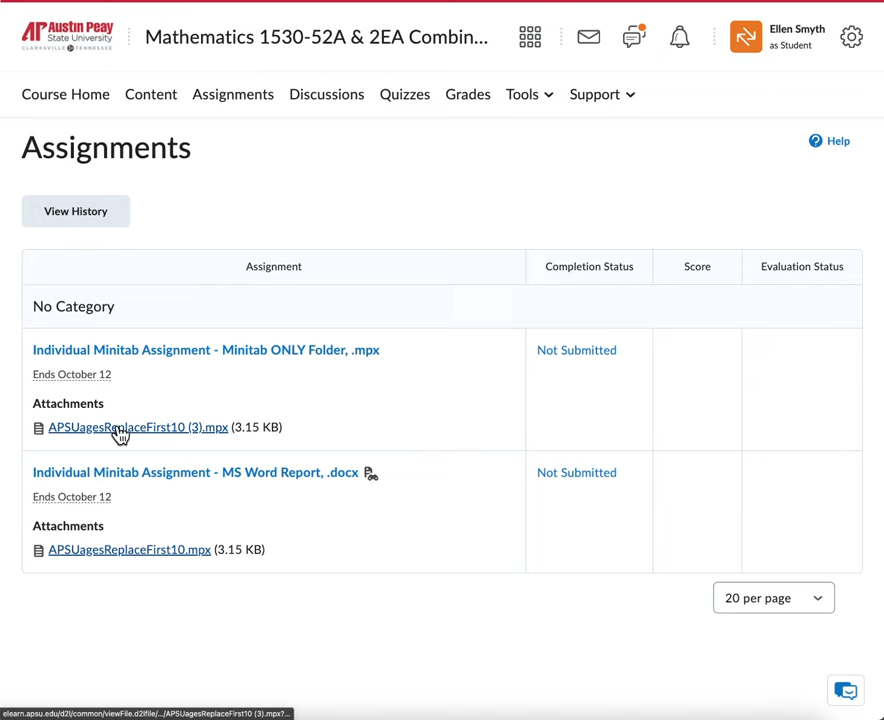 AP Austin Peay
State University
CLARKSVILLE TENNESSEE
Mathematics 1530-52A & 2EA Combin...
Ellen Smyth
as Student
Course Home Content Assignments Discussions Quizzes Grades Tools Support
Assignments
Help
View History
Assignment Completion Status Score Evaluation Status
No Category
Individual Minitab Assignment - Minitab ONLY Folder, .mpx
Not Submitted
Ends October 12
Attachments
APSUagesReplaceFirst10 (3).mpx (3.15 KB)
Individual Minitab Assignment - MS Word Report, .docx
Not Submitted
Ends October 12
Attachments
APSUagesReplaceFirst10.mpx (3.15 KB)
20 per page
elearn.apsu.edu/d2l/common/viewFile.d2lfile/.../APSUagesReplaceFirst10 (3).mpx?...